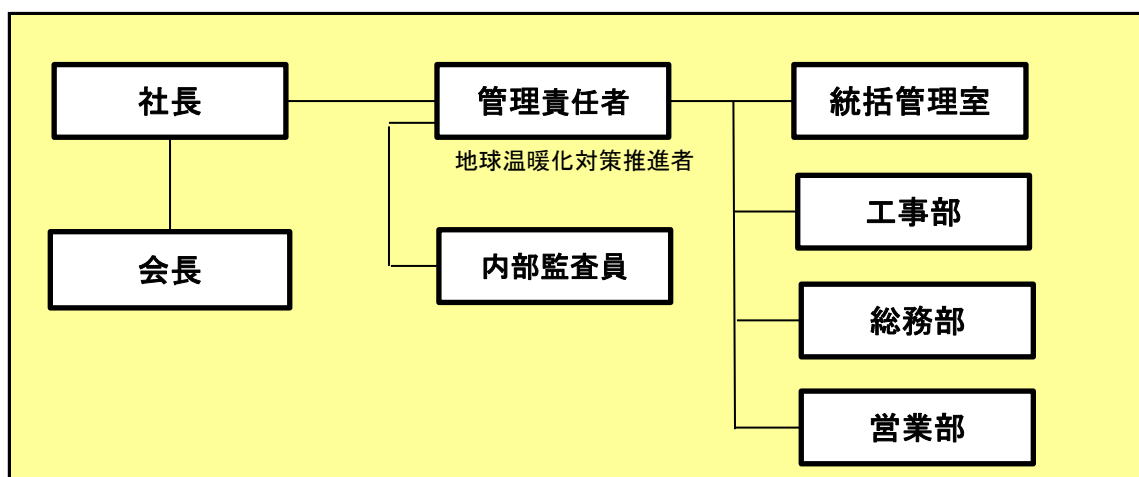 社長
管理責任者
統括管理室
地球温暖化対策推進者
工事部
会長
内部監査員
総務部
営業部